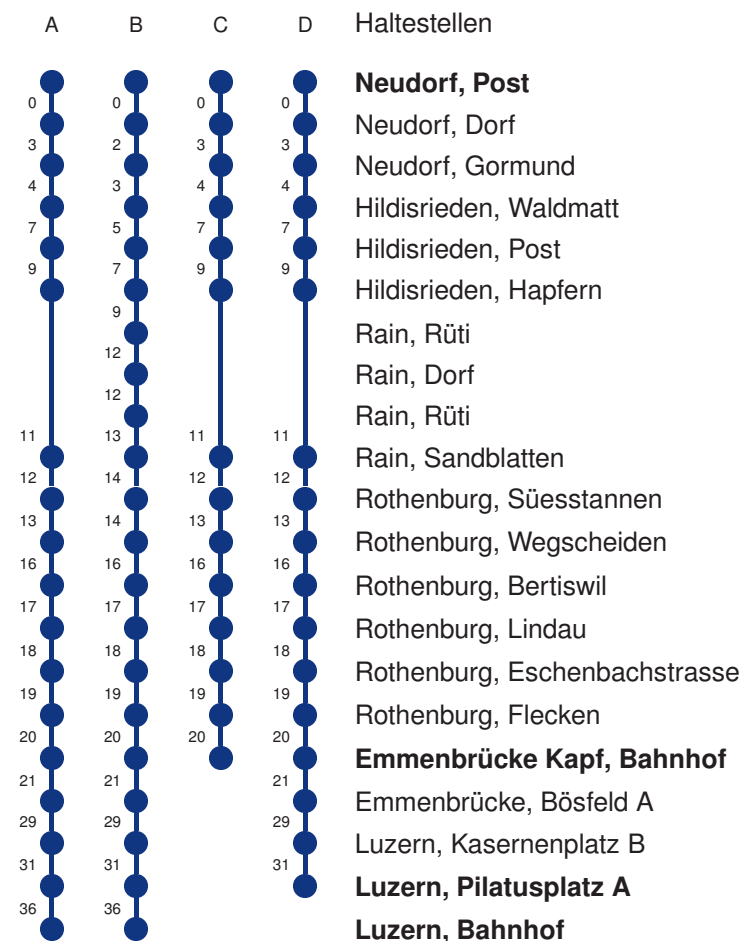 A B C D Haltestellen
Neudorf, Post
0 0 0 0
Neudorf, Dorf
3 2 3 3
Neudorf, Gormund
4 3 4 4
Hildisrieden, Waldmatt
7 5 7 7
Hildisrieden, Post
9 7 9 9
Hildisrieden, Hapfern
9
Rain, Rüti
12
Rain, Dorf
12
Rain, Rüti
11 13 11 11
Rain, Sandblatten
12 14 12 12
Rothenburg, Süesstannen
13 14 13 13
Rothenburg, Wegscheiden
16 16 16 16
Rothenburg, Bertiswil
17 17 17 17
Rothenburg, Lindau
18 18 18 18
Rothenburg, Eschenbachstrasse
19 19 19 19
Rothenburg, Flecken
20 20 20 20
Emmenbrücke Kapf, Bahnhof
21 21 21
Emmenbrücke, Bösfeld A
29 29 29
Luzern, Kasernenplatz B
31 31 31
Luzern, Pilatusplatz A
36 36
Luzern, Bahnhof